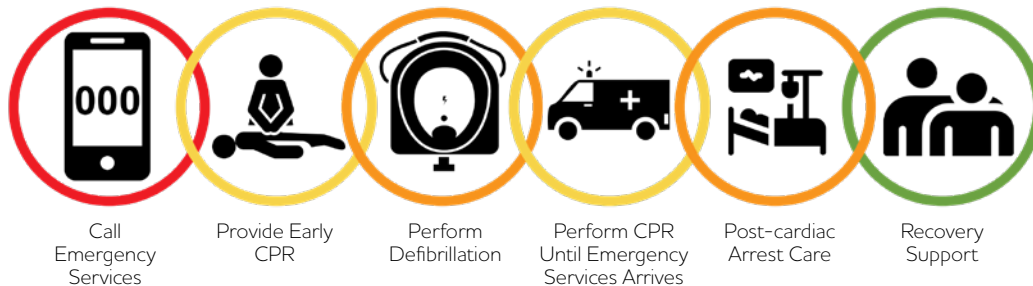 000
Call
Emergency
Services
Provide Early
CPR
Perform
Defibrillation
Perform CPR
Until Emergency
Services Arrives
Post-cardiac
Arrest Care
Recovery
Support